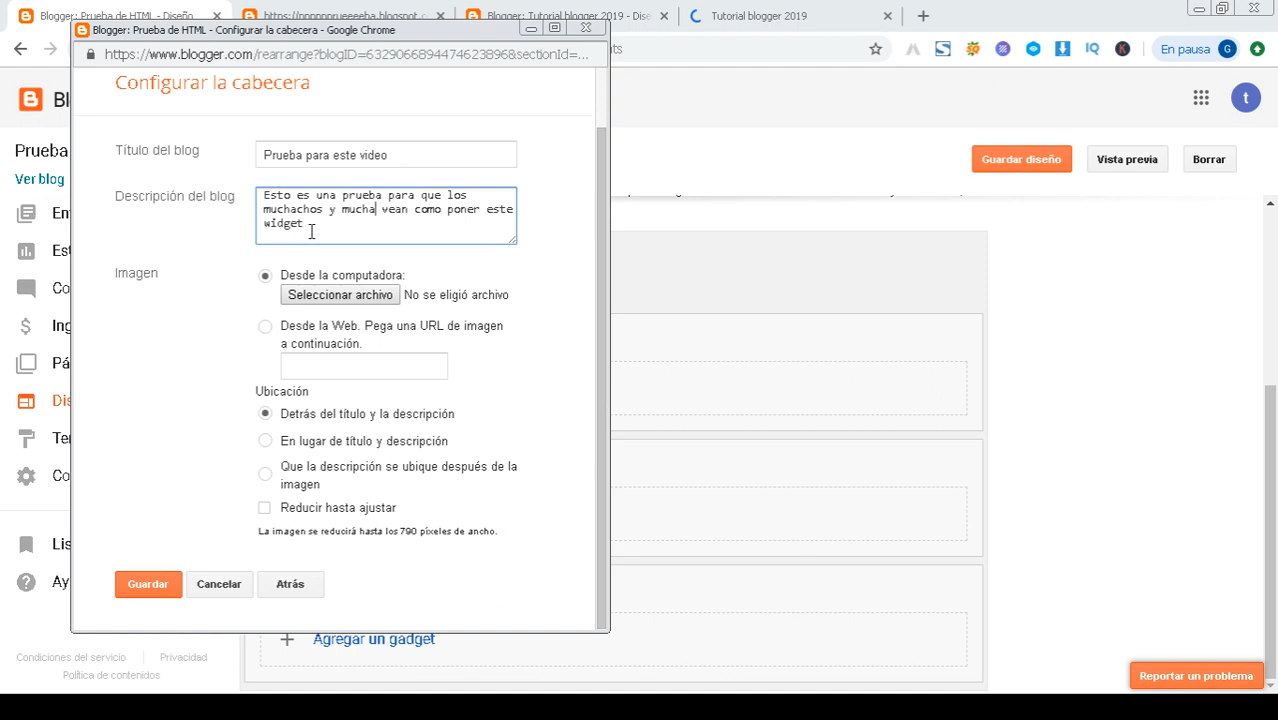 Blogger: Prueba de HTML - Diseño
https://pppppprueeeeba.blogspot.c
Blogger: Tutorial blogger 2019 - Dise
Tutorial blogger 2019
Blogger: Prueba de HTML - Configurar la cabecera - Google Chrome
https://www.blogger.com/rearrange?blogID=6329066894474623896&sectionId=...
En pausa
G
IQ
t
Configurar la cabecera
Título del blog
Prueba para este video
Descripción del blog
Esto es una prueba para que los
muchachos y mucha vean como poner este
widget
Imagen
Desde la computadora:
Seleccionar archivo No se eligió archivo
Desde la Web. Pega una URL de imagen
a continuación.
Ubicación
Detrás del título y la descripción
En lugar de título y descripción
Que la descripción se ubique después de la
imagen
Reducir hasta ajustar
La imagen se reducirá hasta los 790 píxeles de ancho.
Guardar
Cancelar
Atrás
Prueba
Ver blog
Guardar diseño
Vista previa
Borrar
Agregar un gadget
Condiciones del servicio
Privacidad
Política de contenidos
Reportar un problema